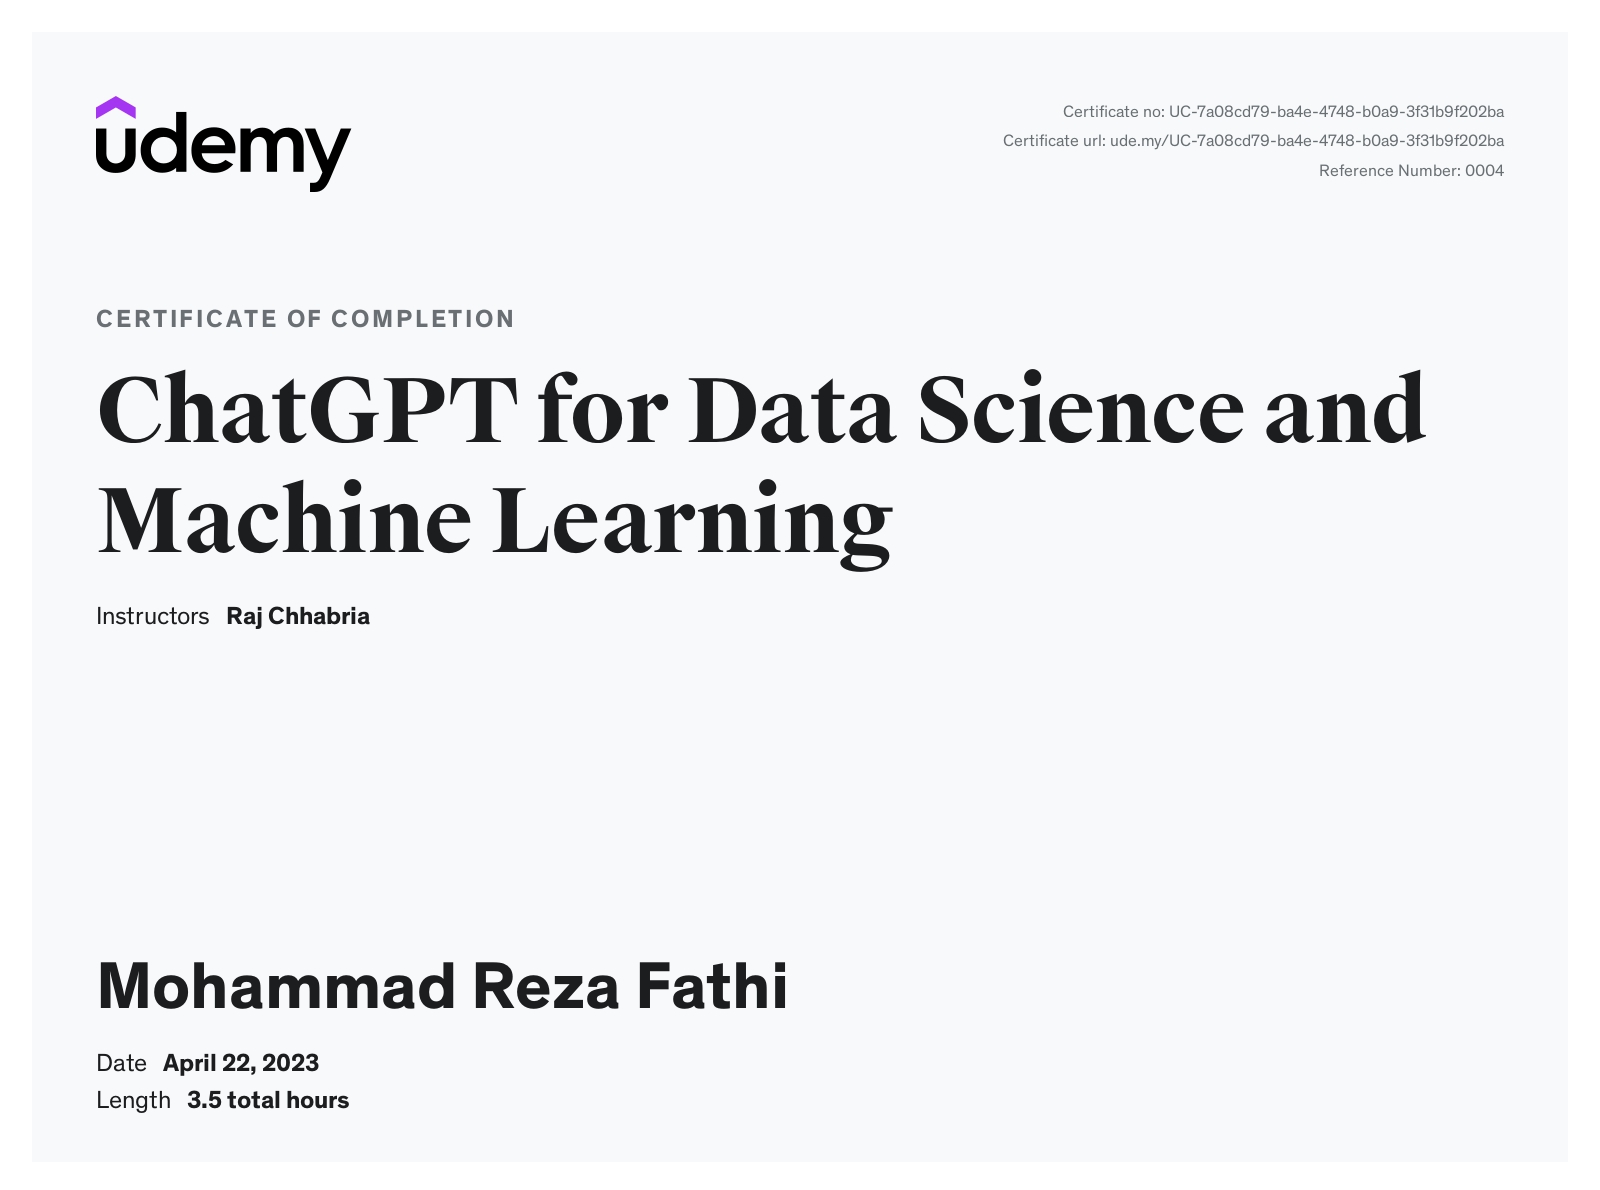 udemy
Certificate no: UC-7a08cd79-ba4e-4748-b0a9-3f31b9f202ba
Certificate url: ude.my/UC-7a08cd79-ba4e-4748-b0a9-3f31b9f202ba
Reference Number: 0004
CERTIFICATE OF COMPLETION
ChatGPT for Data Science and
Machine Learning
Instructors Raj Chhabria
Mohammad Reza Fathi
Date April 22, 2023
Length 3.5 total hours